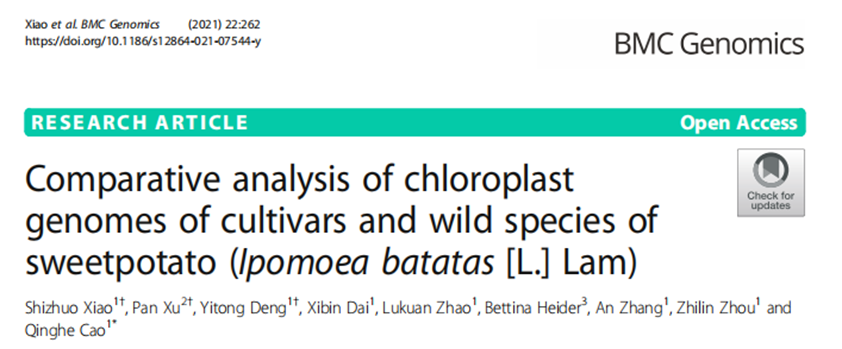 Xiao et al. BMC Genomics (2021) 22:262
https://doi.org/10.1186/s12864-021-07544-y
BMC Genomics
RESEARCH ARTICLE Open Access
Comparative analysis of chloroplast
genomes of cultivars and wild species of
sweetpotato (Ipomoea batatas [L.] Lam)
Check for
updates
Shizhuo Xiao1†, Pan Xu2†, Yitong Deng1†, Xibin Dai1, Lukuan Zhao1, Bettina Heider3, An Zhang1, Zhilin Zhou1 and
Qinghe Cao1*